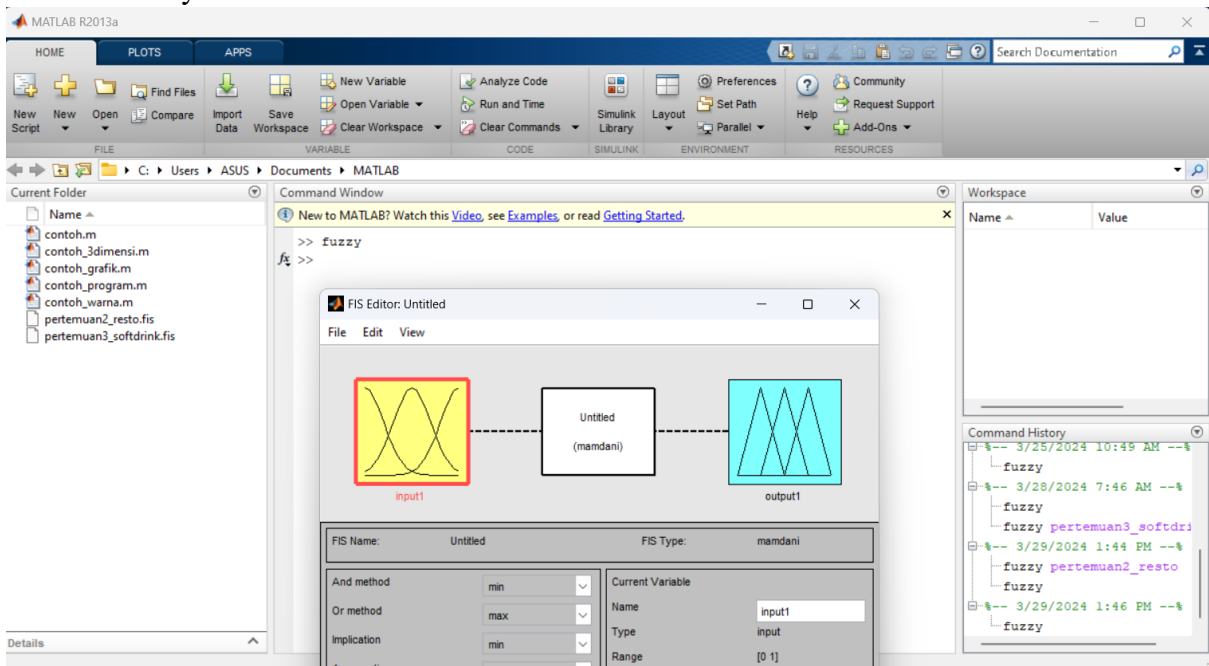 MATLAB R2013a
HOME PLOTS APPS
Search Documentation
New Script
New
Open
Find Files
Compare
Import Data
Save Workspace
New Variable
Open Variable
Clear Workspace
Analyze Code
Run and Time
Clear Commands
Simulink Library
Layout
Preferences
Set Path
Parallel
Help
Community
Request Support
Add-Ons
FILE VARIABLE CODE SIMULINK ENVIRONMENT RESOURCES
C: Users ASUS Documents MATLAB
Current Folder
Name
contoh.m
contoh_3dimensi.m
contoh_grafik.m
contoh_program.m
contoh_warna.m
pertemuan2_resto.fis
pertemuan3_softdrink.fis
Details
Command Window
New to MATLAB? Watch this Video, see Examples, or read Getting Started.
>> fuzzy
fx >>
FIS Editor: Untitled
File Edit View
Untitled
(mamdani)
input1
output1
FIS Name: Untitled FIS Type: mamdani
And method min
Or method max
Implication min
Current Variable
Name input1
Type input
Range [0 1]
Workspace
Name Value
Command History
%-- 3/25/2024 10:49 AM --%
fuzzy
%-- 3/28/2024 7:46 AM --%
fuzzy
fuzzy pertemuan3_softdri
%-- 3/29/2024 1:44 PM --%
fuzzy pertemuan2_resto
fuzzy
%-- 3/29/2024 1:46 PM --%
fuzzy